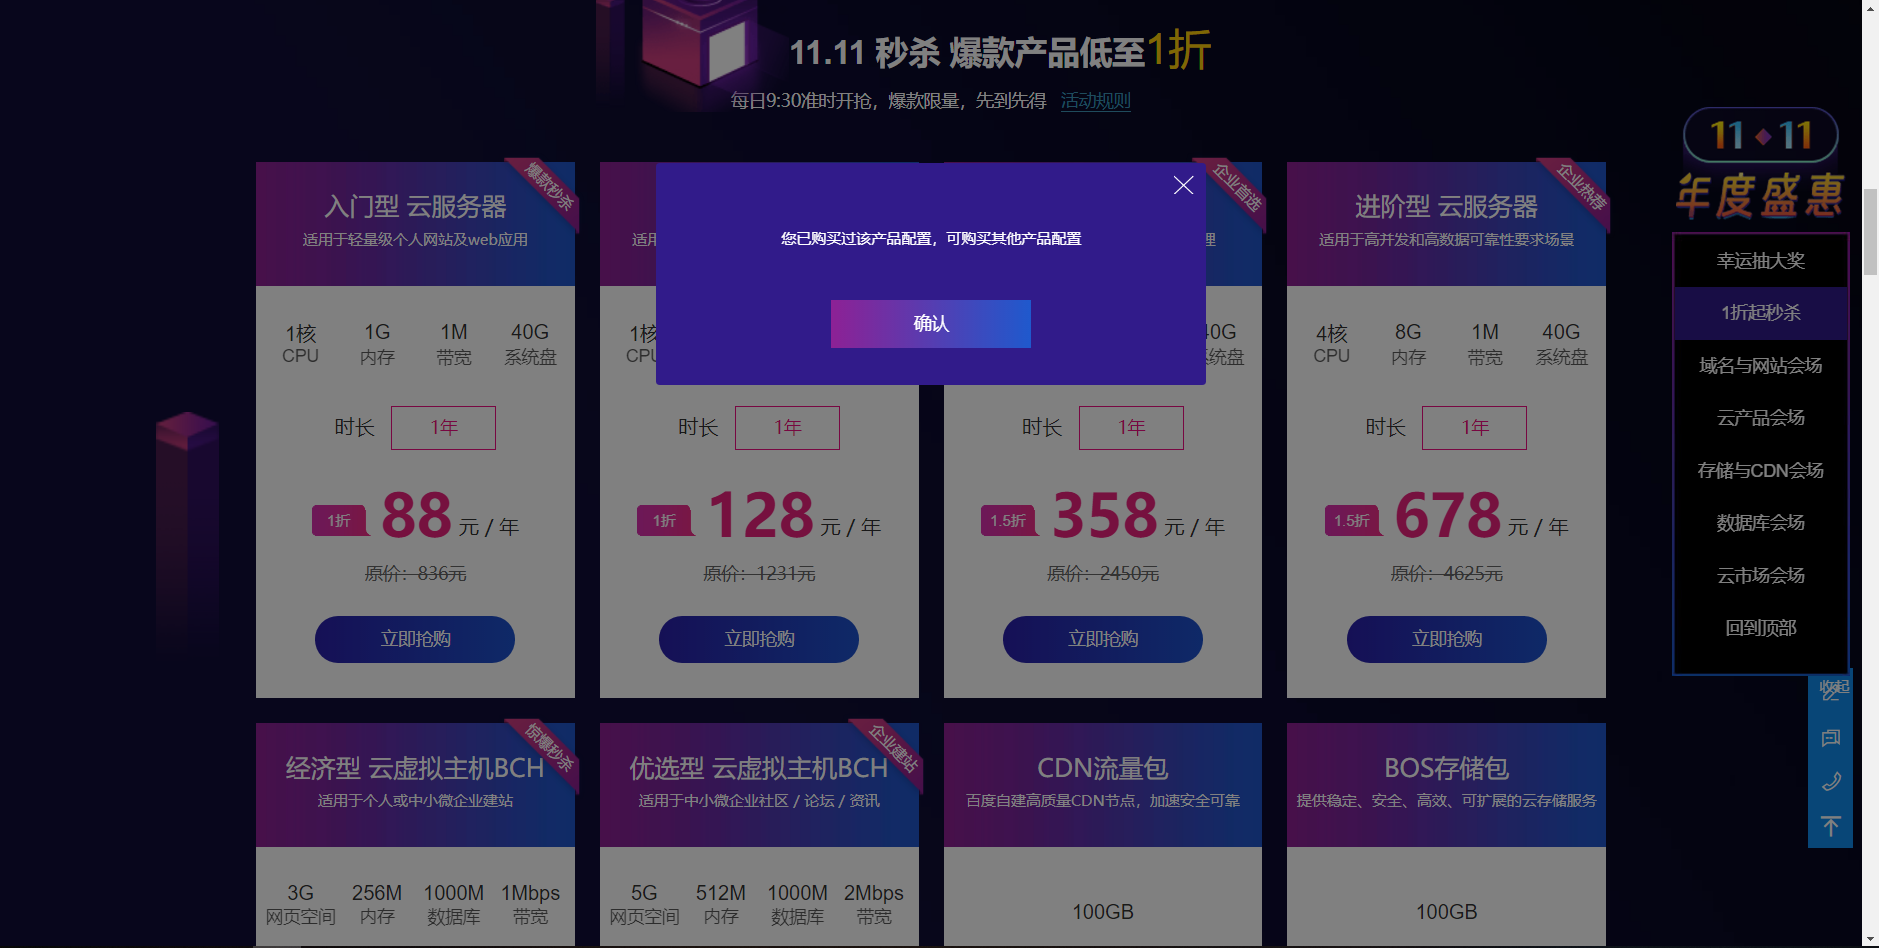 11.11 秒杀 爆款产品低至1折
每日9:30准时开抢，爆款限量，先到先得 活动规则
11 11
年度盛惠
幸运抽大奖
1折起秒杀
域名与网站会场
云产品会场
存储与CDN会场
数据库会场
云市场会场
回到顶部
收起
您已购买过该产品配置，可购买其他产品配置
确认
爆款秒杀
入门型 云服务器
适用于轻量级个人网站及web应用
1核 1G 1M 40G
CPU 内存 带宽 系统盘
时长 1年
1折 88 元 / 年
原价：836元
立即抢购
适用
1核
CPU
时长 1年
1折 128 元 / 年
原价：1231元
立即抢购
企业首选
理
40G
系统盘
时长 1年
1.5折 358 元 / 年
原价：2450元
立即抢购
企业热荐
进阶型 云服务器
适用于高并发和高数据可靠性要求场景
4核 8G 1M 40G
CPU 内存 带宽 系统盘
时长 1年
1.5折 678 元 / 年
原价：4625元
立即抢购
惊爆秒杀
经济型 云虚拟主机BCH
适用于个人或中小微企业建站
3G 256M 1000M 1Mbps
网页空间 内存 数据库 带宽
企业建站
优选型 云虚拟主机BCH
适用于中小微企业社区 / 论坛 / 资讯
5G 512M 1000M 2Mbps
网页空间 内存 数据库 带宽
CDN流量包
百度自建高质量CDN节点，加速安全可靠
100GB
BOS存储包
提供稳定、安全、高效、可扩展的云存储服务
100GB